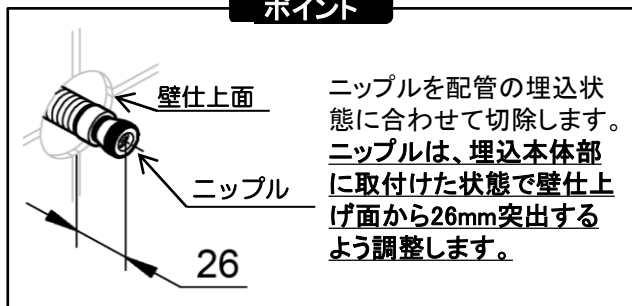 ポイント
壁仕上面
ニップル
26
ニップルを配管の埋込状
態に合わせて切除します。
ニップルは、埋込本体部
に取付けた状態で壁仕上
げ面から26mm突出する
よう調整します。